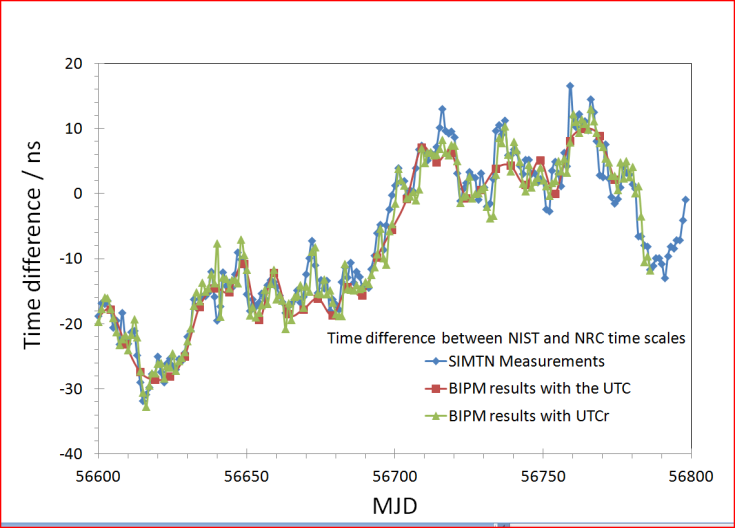 20
10
0
-10
-20
-30
-40
Time difference / ns
Time difference between NIST and NRC time scales
SIMTN Measurements
BIPM results with the UTC
BIPM results with UTCr
56600
56650
56700
56750
56800
MJD